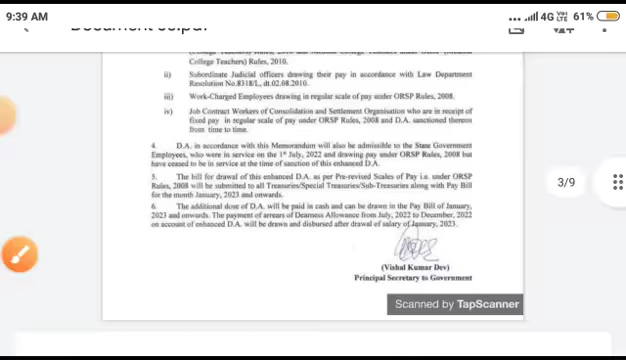 9:39 AM
4G 61%
Document
College Teachers) Rules, 2010.
ii) Subordinate Judicial officers drawing their pay in accordance with Law Department
Resolution No.8318/L, dt.02.08.2010.
iii) Work-Charged Employees drawing in regular scale of pay under ORSP Rules, 2008.
iv) Job Contract Workers of Consolidation and Settlement Organisation who are in receipt of
fixed pay in regular scale of pay under ORSP Rules, 2008 and D.A. sanctioned thereon
from time to time.
4. D.A. in accordance with this Memorandum will also be admissible to the State Government
Employees, who were in service on the 1st July, 2022 and drawing pay under ORSP Rules, 2008 but
have ceased to be in service at the time of sanction of this enhanced D.A.
5. The bill for drawal of this enhanced D.A. as per Pre-revised Scales of Pay i.e. under ORSP
Rules, 2008 will be submitted to all Treasuries/Special Treasuries/Sub-Treasuries along with Pay Bill
for the month January, 2023 and onwards.
3/9
6. The additional dose of D.A. will be paid in cash and can be drawn in the Pay Bill of January,
2023 and onwards. The payment of arrears of Dearness Allowance from July, 2022 to December, 2022
on account of enhanced D.A. will be drawn and disbursed after drawal of salary of January, 2023.
(Vishal Kumar Dev)
Principal Secretary to Government
Scanned by TapScanner